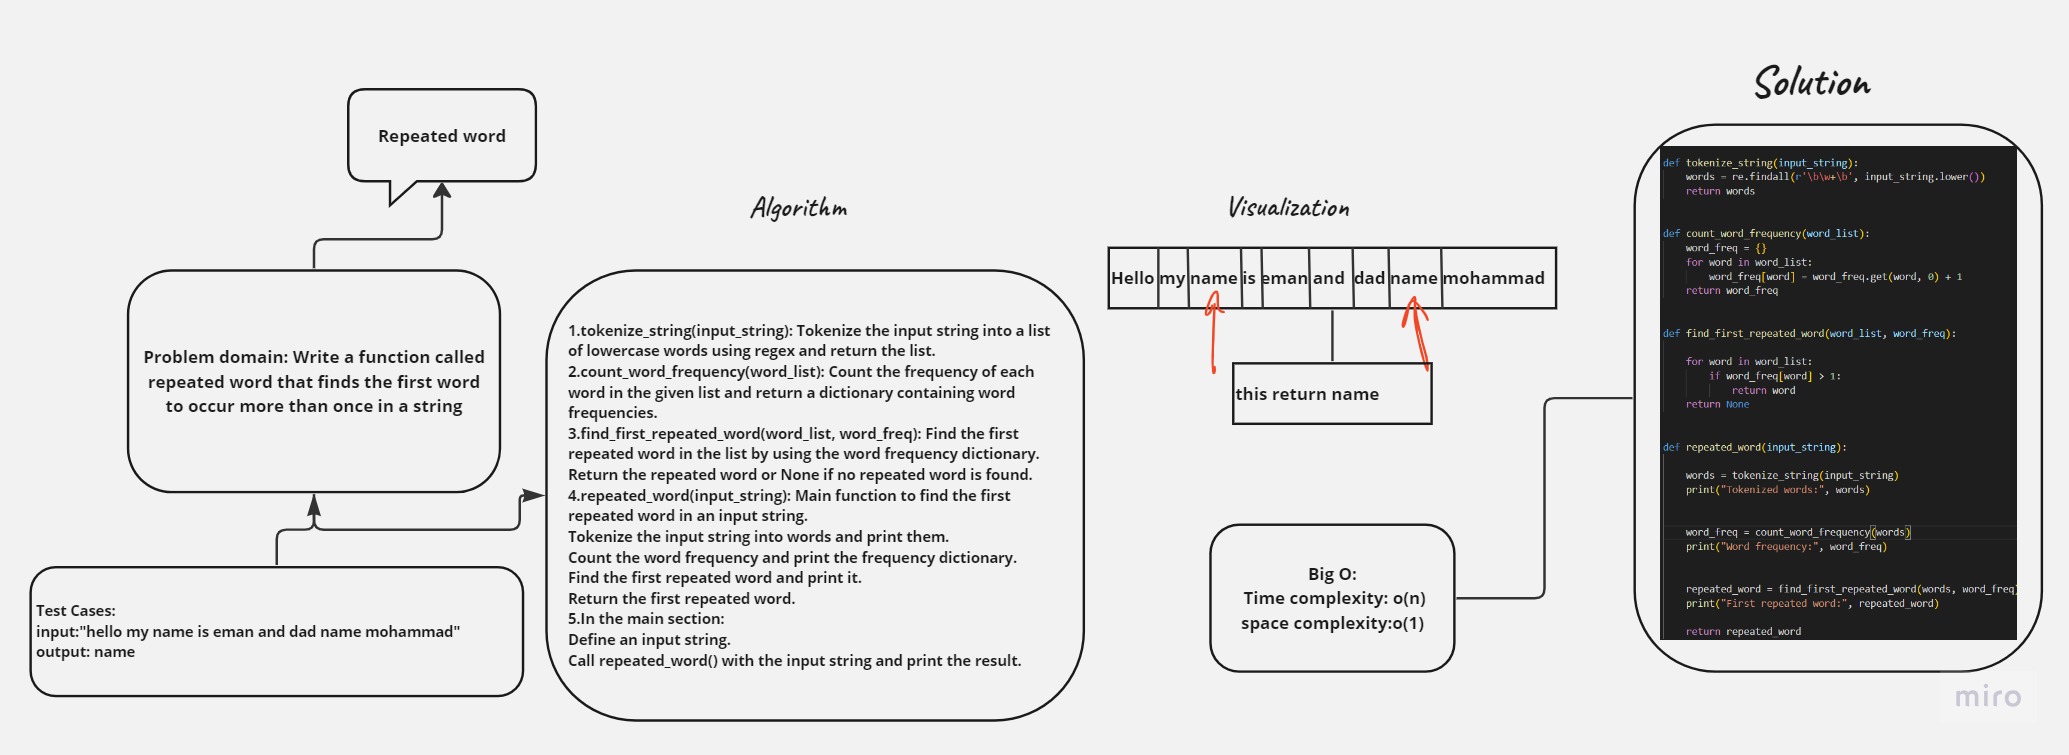 Repeated word
Problem domain: Write a function called
repeated word that finds the first word
to occur more than once in a string
Test Cases:
input:"hello my name is eman and dad name mohammad"
output: name
Algorithm
1.tokenize_string(input_string): Tokenize the input string into a list
of lowercase words using regex and return the list.
2.count_word_frequency(word_list): Count the frequency of each
word in the given list and return a dictionary containing word
frequencies.
3.find_first_repeated_word(word_list, word_freq): Find the first
repeated word in the list by using the word frequency dictionary.
Return the repeated word or None if no repeated word is found.
4.repeated_word(input_string): Main function to find the first
repeated word in an input string.
Tokenize the input string into words and print them.
Count the word frequency and print the frequency dictionary.
Find the first repeated word and print it.
Return the first repeated word.
5.In the main section:
Define an input string.
Call repeated_word() with the input string and print the result.
Visualization
Hello my name is eman and dad name mohammad
this return name
Big O:
Time complexity: o(n)
space complexity:o(1)
Solution
def tokenize_string(input_string):
words = re.findall(r'\b\w+\b', input_string.lower())
return words
def count_word_frequency(word_list):
word_freq = {}
for word in word_list:
word_freq[word] = word_freq.get(word, 0) + 1
return word_freq
def find_first_repeated_word(word_list, word_freq):
for word in word_list:
if word_freq[word] > 1:
return word
return None
def repeated_word(input_string):
words = tokenize_string(input_string)
print("Tokenized words:", words)
word_freq = count_word_frequency(words)
print("Word frequency:", word_freq)
repeated_word = find_first_repeated_word(words, word_freq)
print("First repeated word:", repeated_word)
return repeated_word
miro